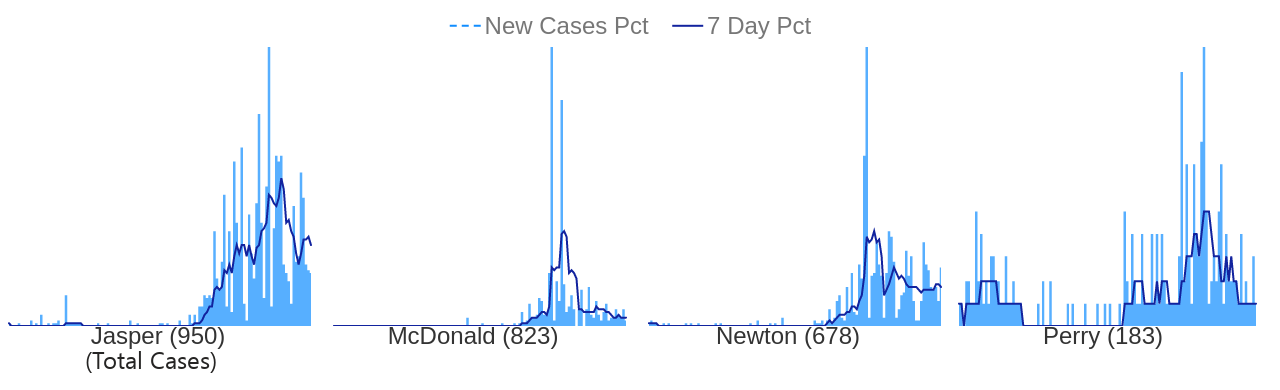 New Cases Pct 7 Day Pct
Jasper (950) McDonald (823) Newton (678) Perry (183)
(Total Cases)